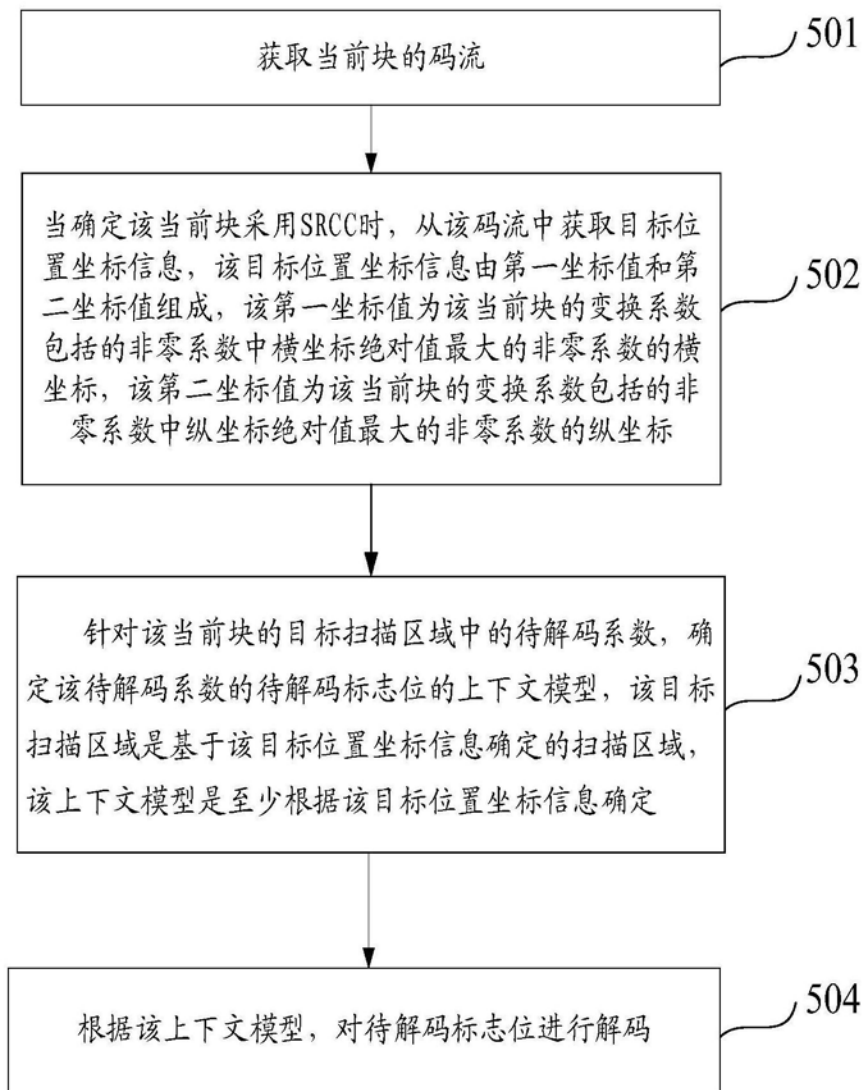 获取当前块的码流
501
当确定该当前块采用SRCC时，从该码流中获取目标位
置坐标信息，该目标位置坐标信息由第一坐标值和第
二坐标值组成，该第一坐标值为该当前块的变换系数
包括的非零系数中横坐标绝对值最大的非零系数的横
坐标，该第二坐标值为该当前块的变换系数包括的非
零系数中纵坐标绝对值最大的非零系数的纵坐标
502
针对该当前块的目标扫描区域中的待解码系数，确
定该待解码系数的待解码标志位的上下文模型，该目标
扫描区域是基于该目标位置坐标信息确定的扫描区域，
该上下文模型是至少根据该目标位置坐标信息确定
503
根据该上下文模型，对待解码标志位进行解码
504